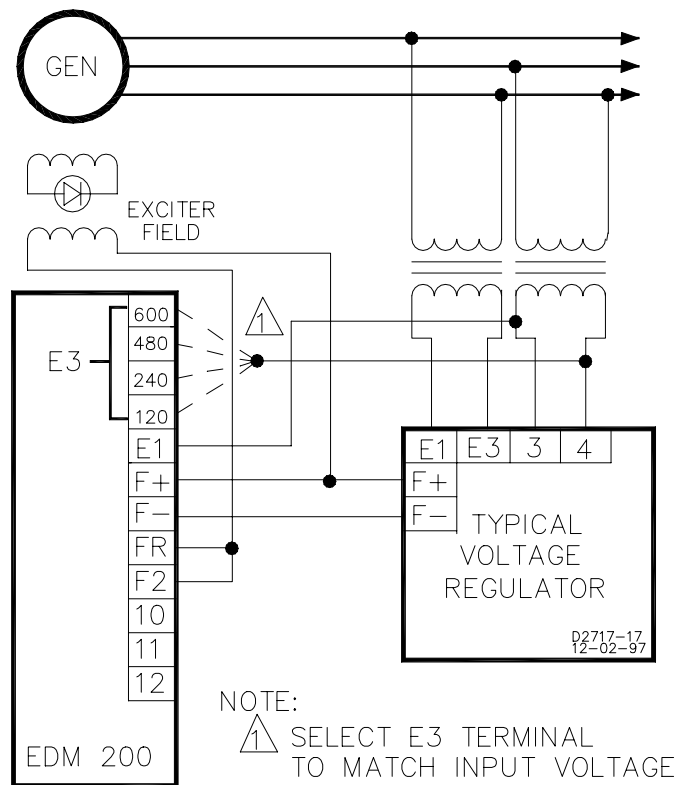 GEN
EXCITER
FIELD
600
480
240
120
E3
1
E1
F+
F-
FR
F2
10
11
12
EDM 200
E1 E3 3 4
F+
F-
TYPICAL
VOLTAGE
REGULATOR
D2717-17
12-02-97
NOTE:
1 SELECT E3 TERMINAL
TO MATCH INPUT VOLTAGE